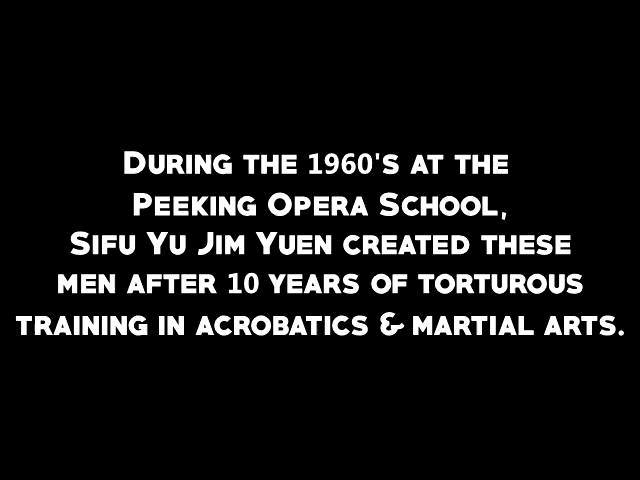 During the 1960's at the
Peeking Opera School,
Sifu Yu Jim Yuen created these
men after 10 years of torturous
training in acrobatics & martial arts.